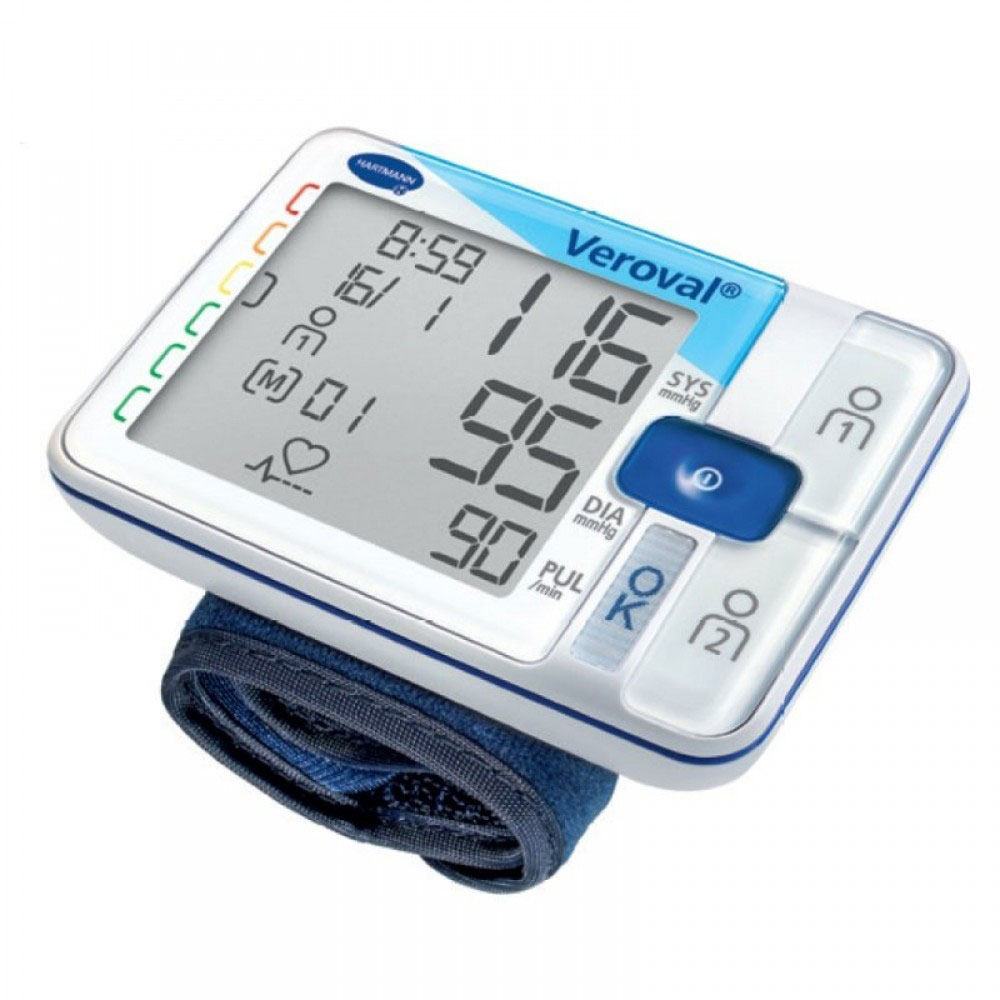 HARTMANN
Veroval®
8:59
16/ 1
1
M 01
116
SYS
mmHg
95
DIA
mmHg
90
PUL
/min
1
OK
2